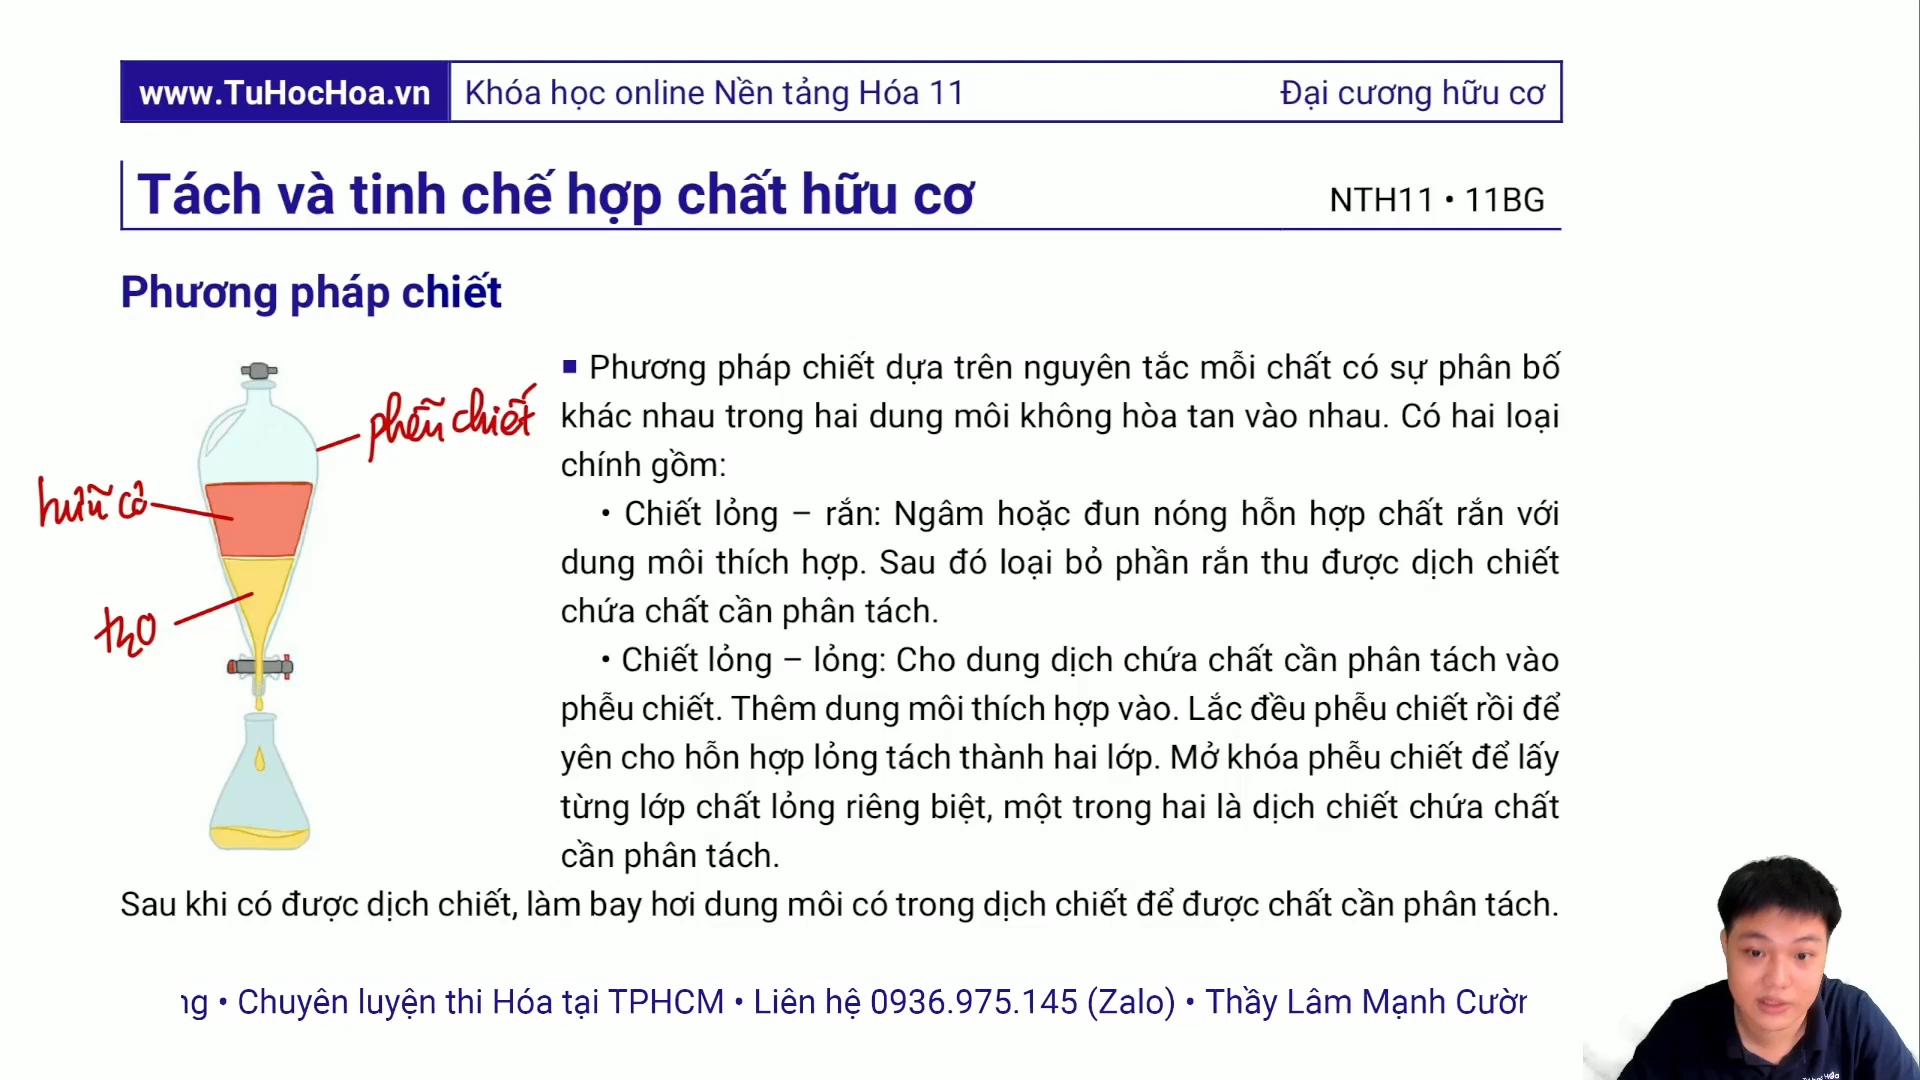 www.TuHocHoa.vn Khóa học online Nền tảng Hóa 11 Đại cương hữu cơ
Tách và tinh chế hợp chất hữu cơ NTH11 • 11BG
Phương pháp chiết
phễu chiết
hữu cơ
H2O
▪ Phương pháp chiết dựa trên nguyên tắc mỗi chất có sự phân bố
khác nhau trong hai dung môi không hòa tan vào nhau. Có hai loại
chính gồm:
• Chiết lỏng – rắn: Ngâm hoặc đun nóng hỗn hợp chất rắn với
dung môi thích hợp. Sau đó loại bỏ phần rắn thu được dịch chiết
chứa chất cần phân tách.
• Chiết lỏng – lỏng: Cho dung dịch chứa chất cần phân tách vào
phễu chiết. Thêm dung môi thích hợp vào. Lắc đều phễu chiết rồi để
yên cho hỗn hợp lỏng tách thành hai lớp. Mở khóa phễu chiết để lấy
từng lớp chất lỏng riêng biệt, một trong hai là dịch chiết chứa chất
cần phân tách.
Sau khi có được dịch chiết, làm bay hơi dung môi có trong dịch chiết để được chất cần phân tách.
ng • Chuyên luyện thi Hóa tại TPHCM • Liên hệ 0936.975.145 (Zalo) • Thầy Lâm Mạnh Cườn